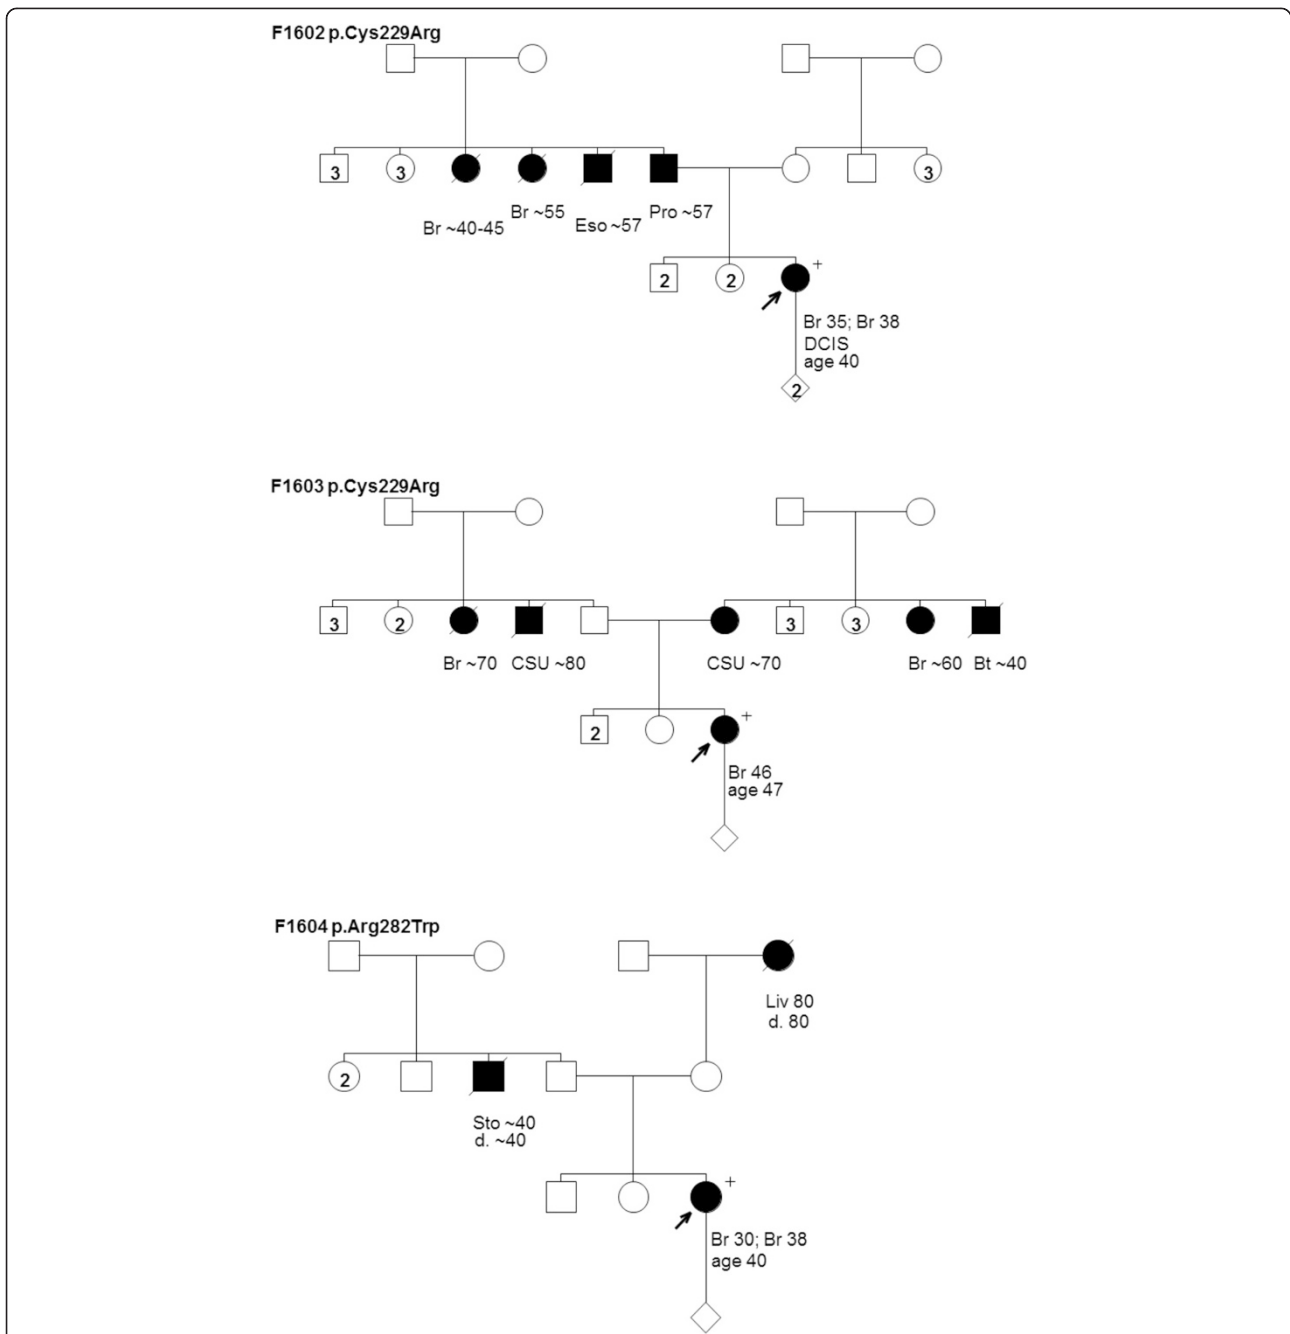 F1602 p.Cys229Arg
3 3 3
Br ~40-45 Br ~55 Eso ~57 Pro ~57
2 2 +
Br 35; Br 38
DCIS
age 40
2
F1603 p.Cys229Arg
3 2 3 3
Br ~70 CSU ~80 CSU ~70 Br ~60 Bt ~40
2 +
Br 46
age 47
F1604 p.Arg282Trp
Liv 80
d. 80
2
Sto ~40
d. ~40
+
Br 30; Br 38
age 40